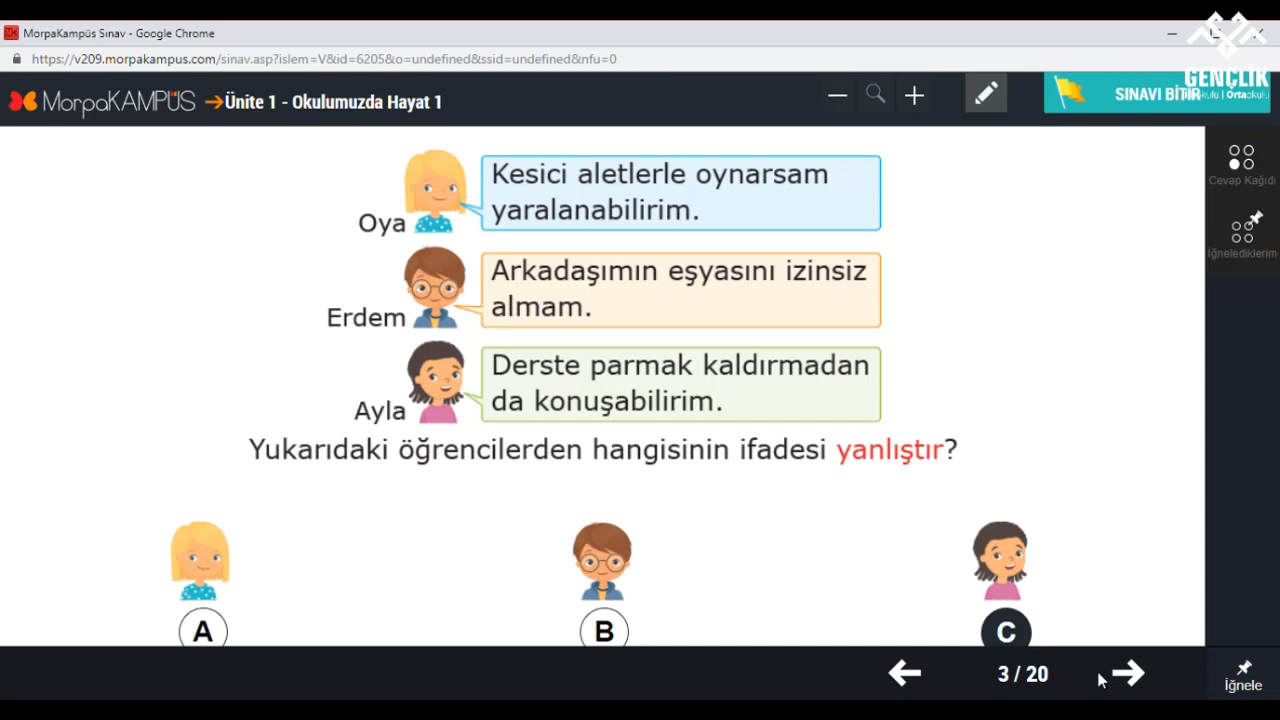 MorpaKampüs Sınav - Google Chrome
https://v209.morpakampus.com/sinav.asp?islem=V&id=6205&o=undefined&ssid=undefined&nfu=0
MorpaKAMPÜS
Ünite 1 - Okulumuzda Hayat 1
SINAVI BİTİR
GENÇLİK
Ortaokulu
Cevap Kağıdı
İğnelediklerim
Kesici aletlerle oynarsam
yaralanabilirim.
Oya
Arkadaşımın eşyasını izinsiz
almam.
Erdem
Derste parmak kaldırmadan
da konuşabilirim.
Ayla
Yukarıdaki öğrencilerden hangisinin ifadesi yanlıştır?
A
B
C
3 / 20
İğnele